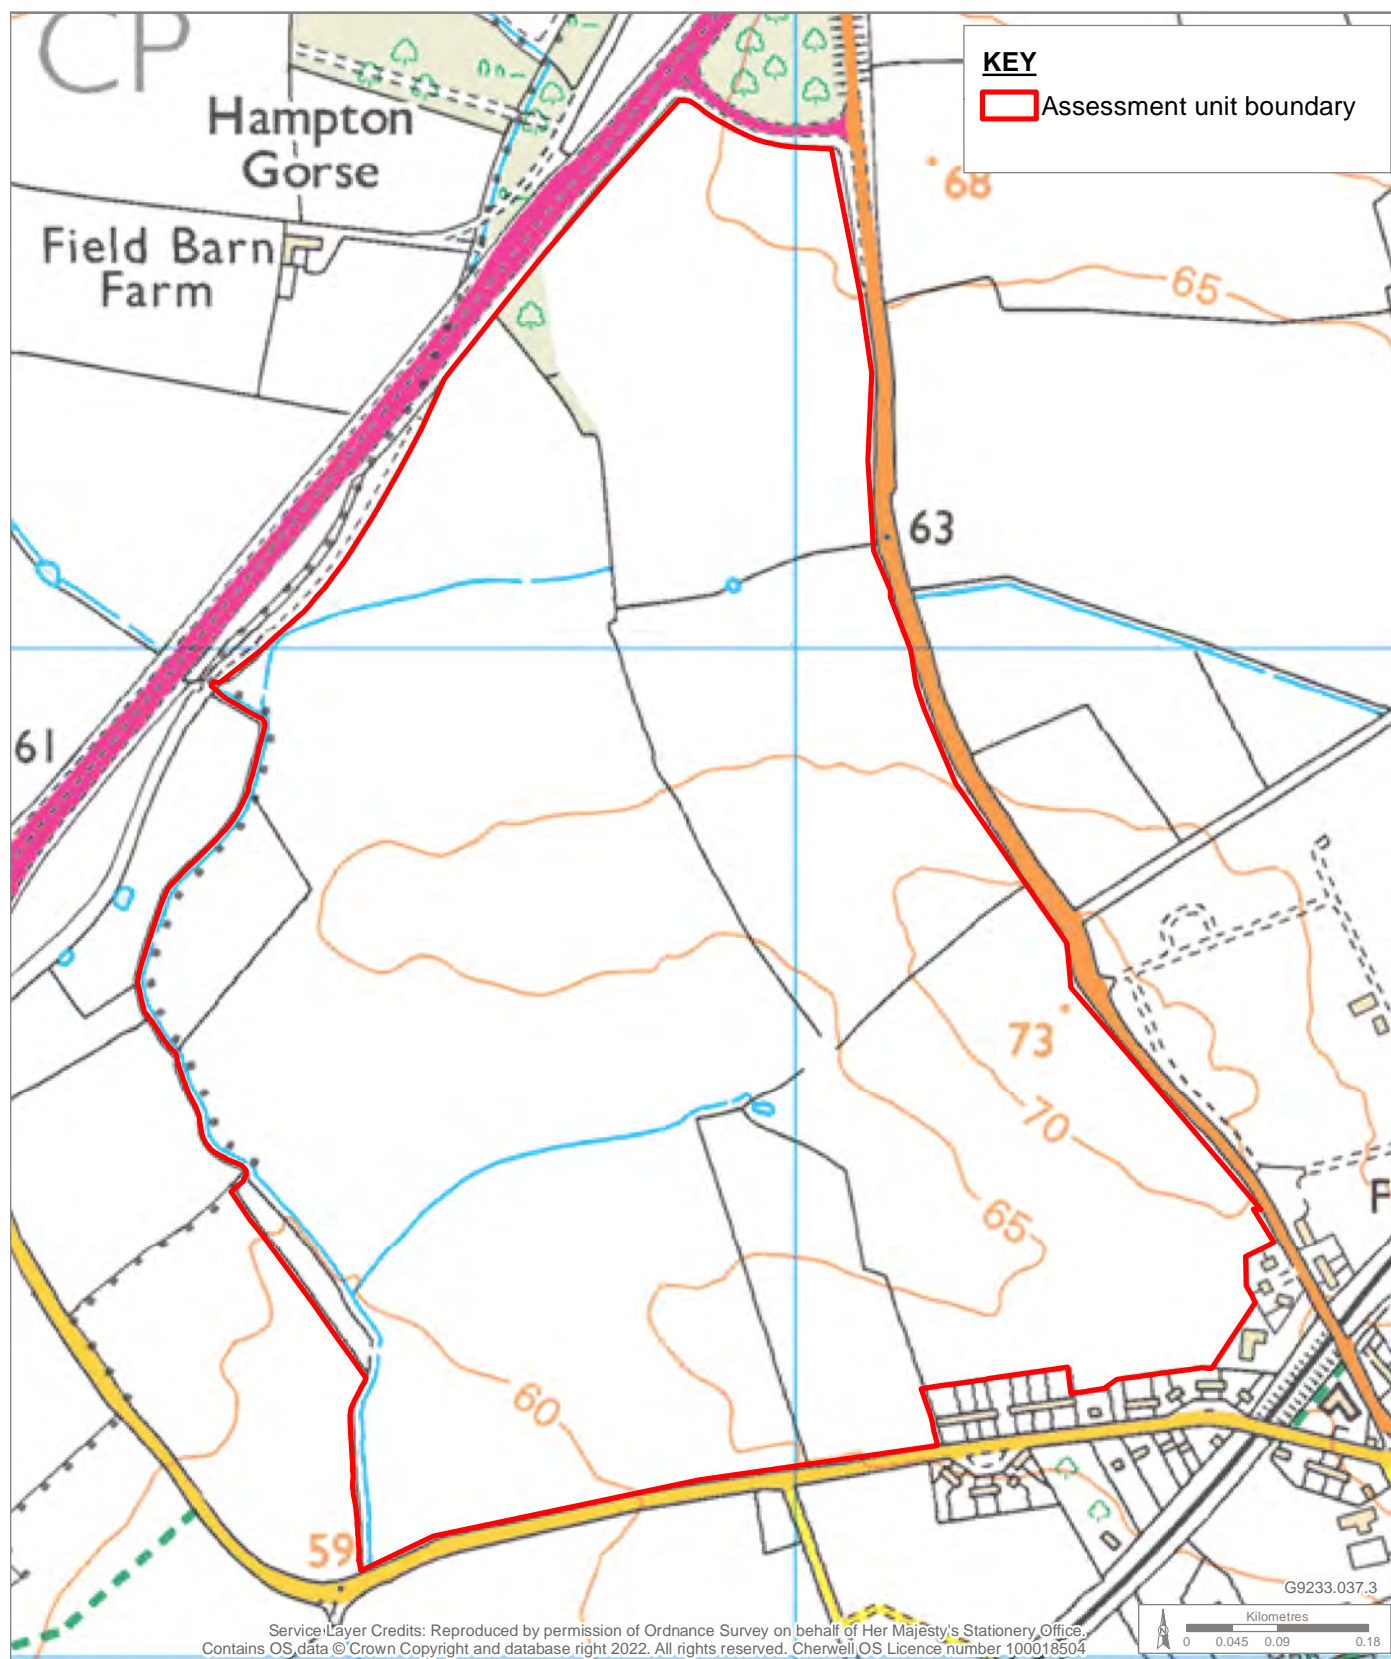 CP
KEY
Assessment unit boundary
Hampton
Gorse
68
Field Barn
Farm
65
63
61
73
70
65
60
59
F
G9233.037.3
Kilometres
0 0.045 0.09 0.18
Service Layer Credits: Reproduced by permission of Ordnance Survey on behalf of Her Majesty's Stationery Office.
Contains OS data © Crown Copyright and database right 2022. All rights reserved. Cherwell OS Licence number 100018504